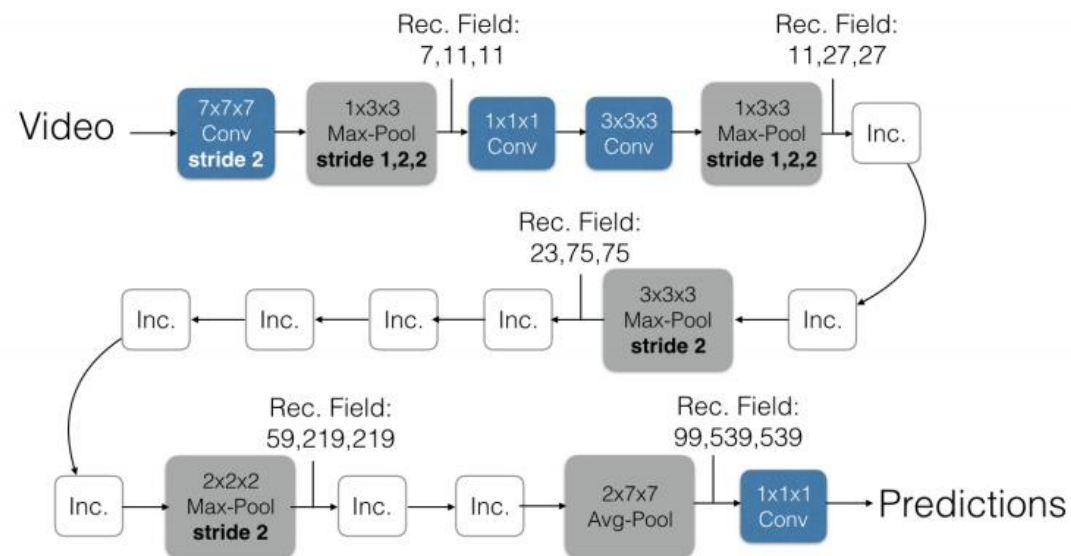 Rec. Field:
7,11,11
Rec. Field:
11,27,27
Video
7x7x7
Conv
stride 2
1x3x3
Max-Pool
stride 1,2,2
1x1x1
Conv
3x3x3
Conv
1x3x3
Max-Pool
stride 1,2,2
Inc.
Rec. Field:
23,75,75
Inc.
3x3x3
Max-Pool
stride 2
Inc.
Inc.
Inc.
Inc.
Rec. Field:
59,219,219
Rec. Field:
99,539,539
Inc.
2x2x2
Max-Pool
stride 2
Inc.
Inc.
2x7x7
Avg-Pool
1x1x1
Conv
Predictions